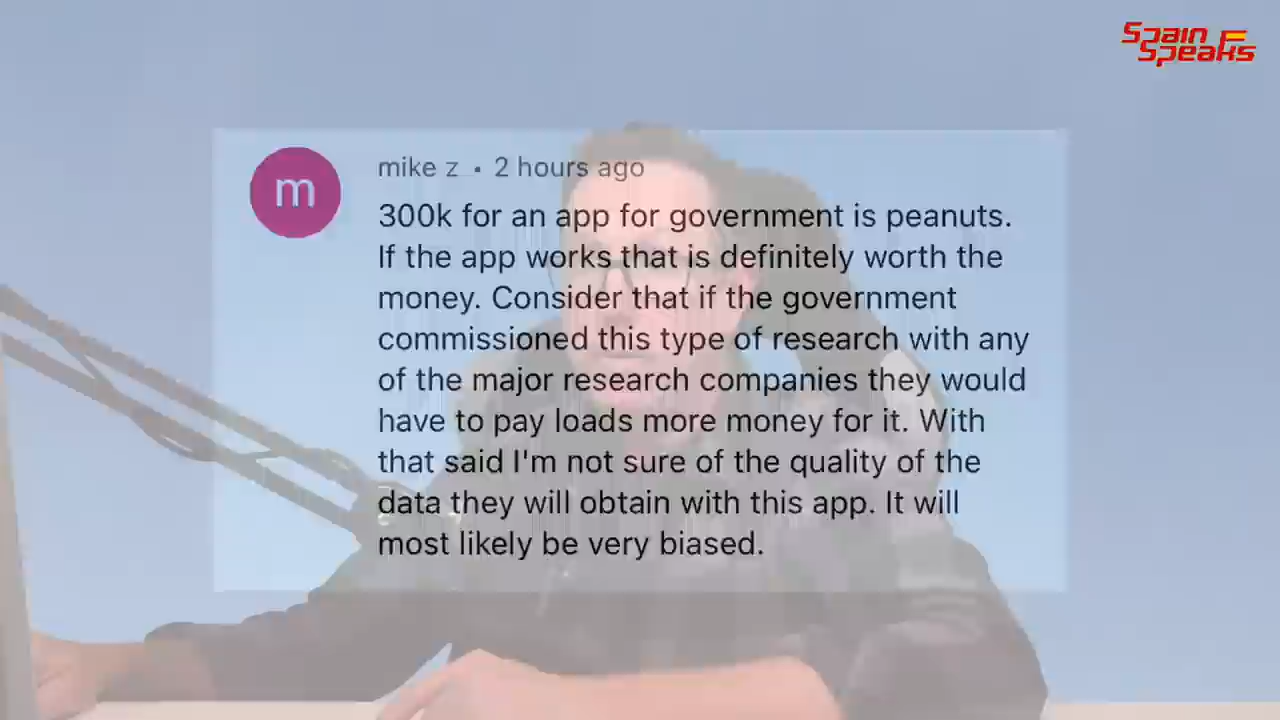 Spain
Speaks
m
mike z • 2 hours ago
300k for an app for government is peanuts.
If the app works that is definitely worth the
money. Consider that if the government
commissioned this type of research with any
of the major research companies they would
have to pay loads more money for it. With
that said I'm not sure of the quality of the
data they will obtain with this app. It will
most likely be very biased.